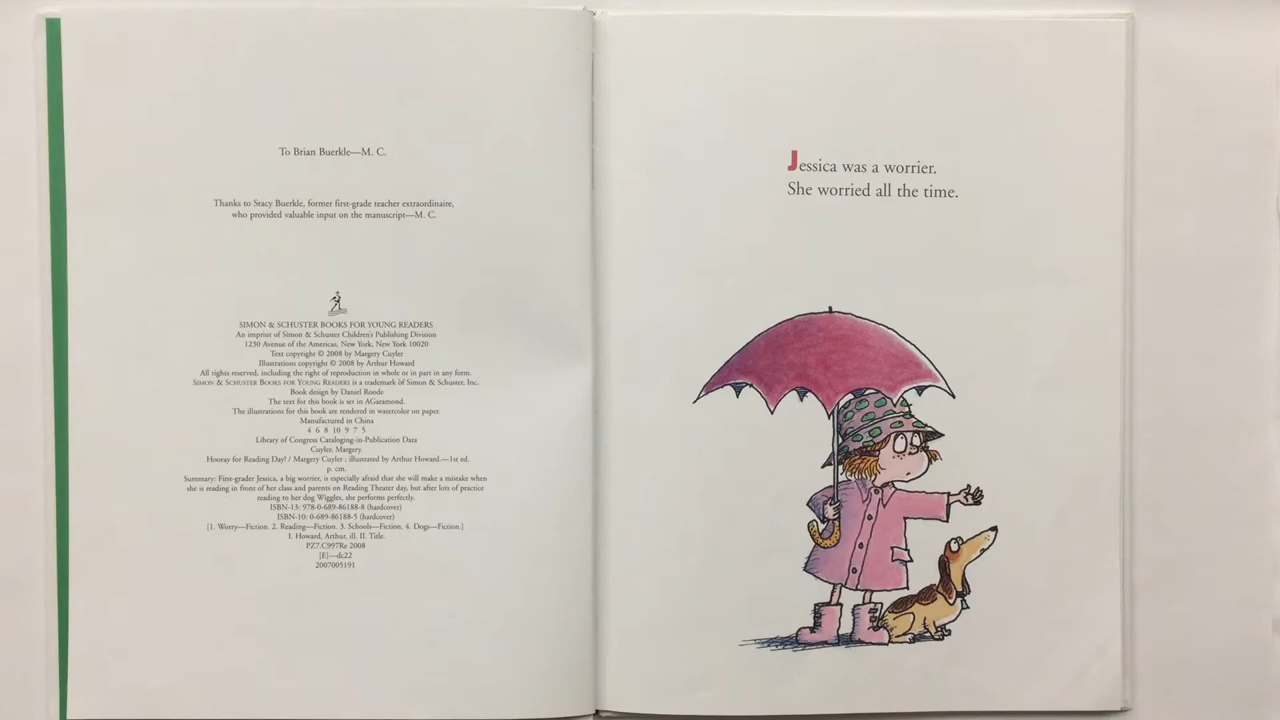 To Brian Buerkle—M. C.
Thanks to Stacy Buerkle, former first-grade teacher extraordinaire,
who provided valuable input on the manuscript—M. C.
SIMON & SCHUSTER BOOKS FOR YOUNG READERS
An imprint of Simon & Schuster Children's Publishing Division
1230 Avenue of the Americas, New York, New York 10020
Text copyright © 2008 by Margery Cuyler
Illustrations copyright © 2008 by Arthur Howard
All rights reserved, including the right of reproduction in whole or in part in any form.
SIMON & SCHUSTER BOOKS FOR YOUNG READERS is a trademark of Simon & Schuster, Inc.
Book design by Daniel Roode
The text for this book is set in AGaramond.
The illustrations for this book are rendered in watercolor on paper.
Manufactured in China
4 6 8 10 9 7 5
Library of Congress Cataloging-in-Publication Data
Cuyler, Margery.
Hooray for Reading Day! / Margery Cuyler ; illustrated by Arthur Howard.—1st ed.
p. cm.
Summary: First-grader Jessica, a big worrier, is especially afraid that she will make a mistake when
she is reading in front of her class and parents on Reading Theater day, but after lots of practice
reading to her dog Wiggles, she performs perfectly.
ISBN-13: 978-0-689-86188-8 (hardcover)
ISBN-10: 0-689-86188-5 (hardcover)
[1. Worry—Fiction. 2. Reading—Fiction. 3. Schools—Fiction. 4. Dogs—Fiction.]
I. Howard, Arthur, ill. II. Title.
PZ7.C997Re 2008
[E]—dc22
2007005191
Jessica was a worrier.
She worried all the time.